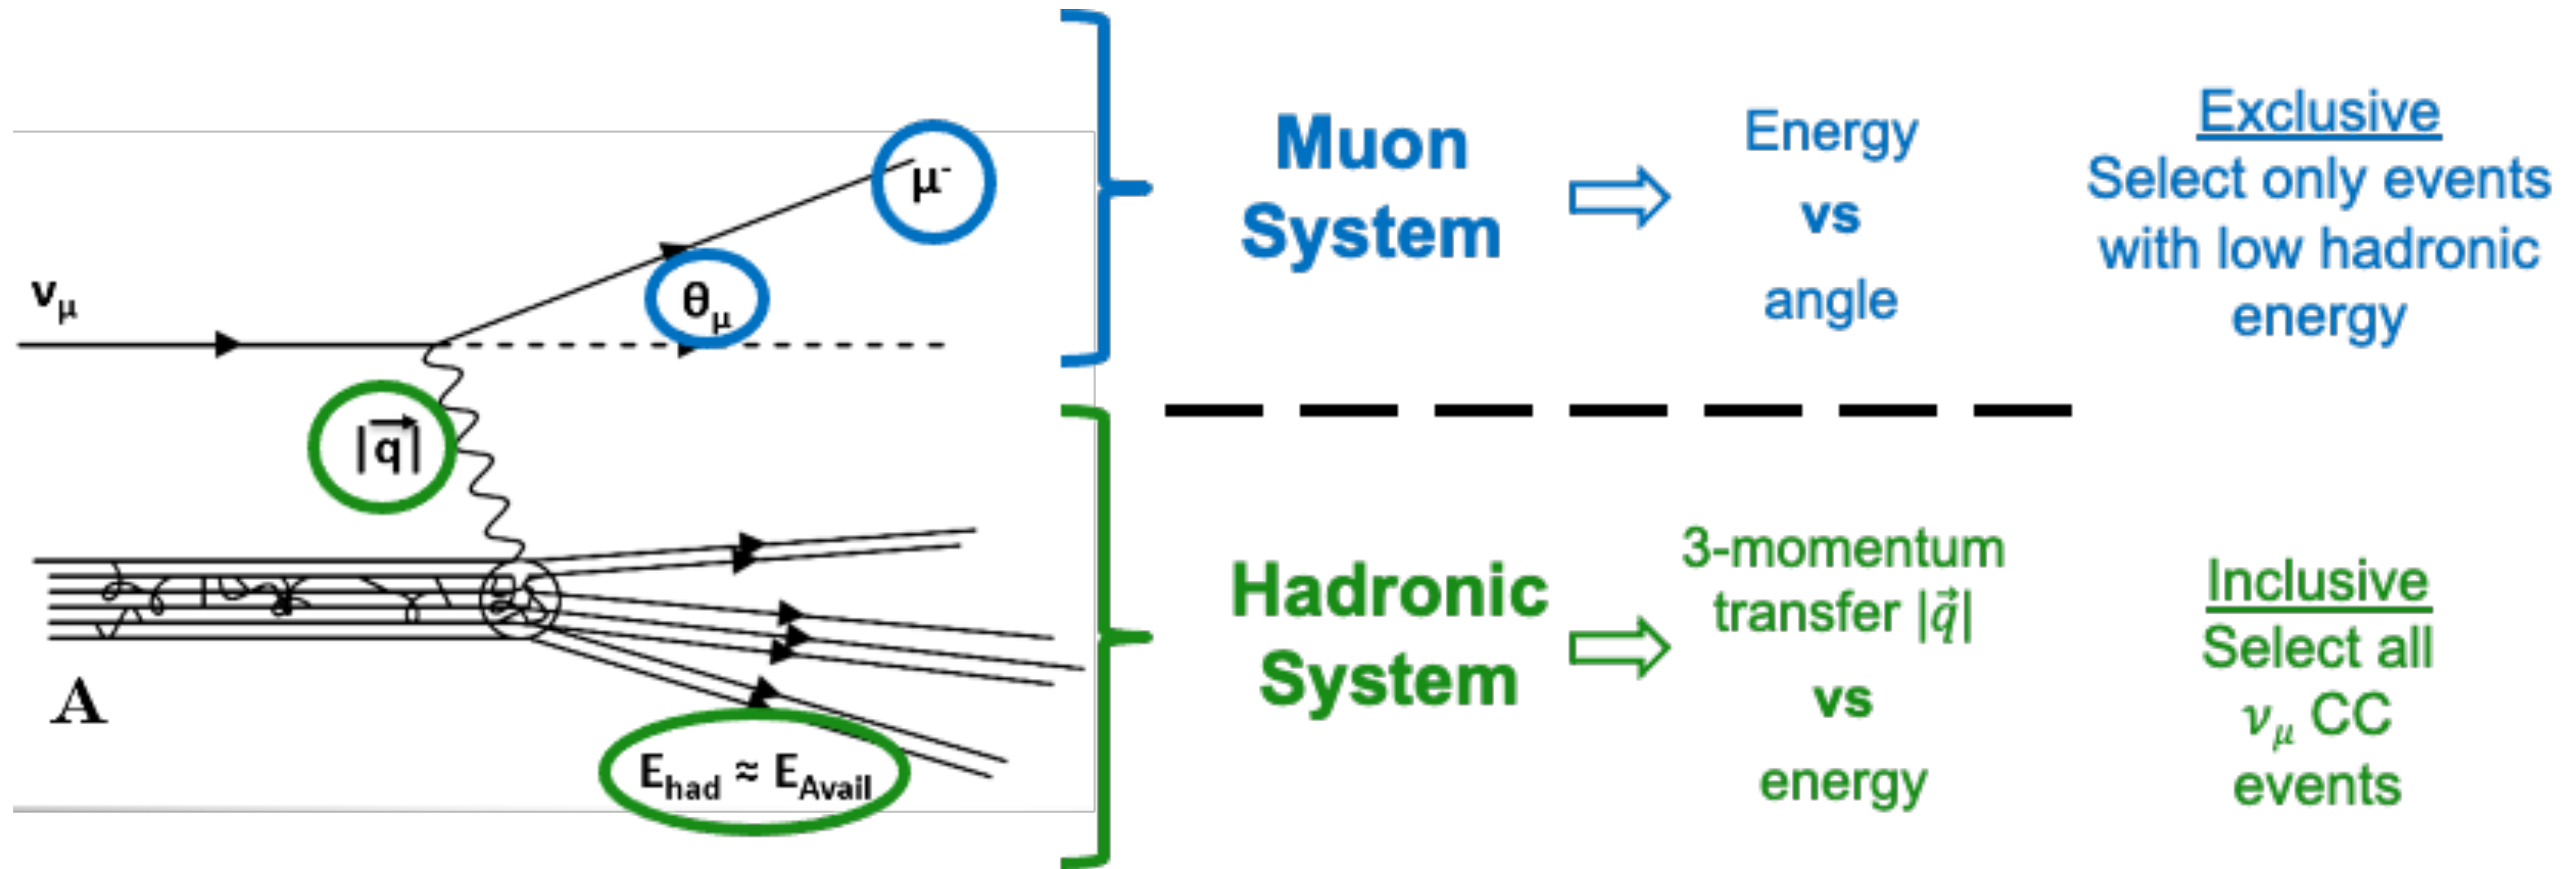 ν_μ
μ⁻
θ_μ
|q⃗|
A
E_had ≈ E_Avail
Muon
System
Energy
vs
angle
Exclusive
Select only events
with low hadronic
energy
Hadronic
System
3-momentum
transfer |q⃗|
vs
energy
Inclusive
Select all
ν_μ CC
events